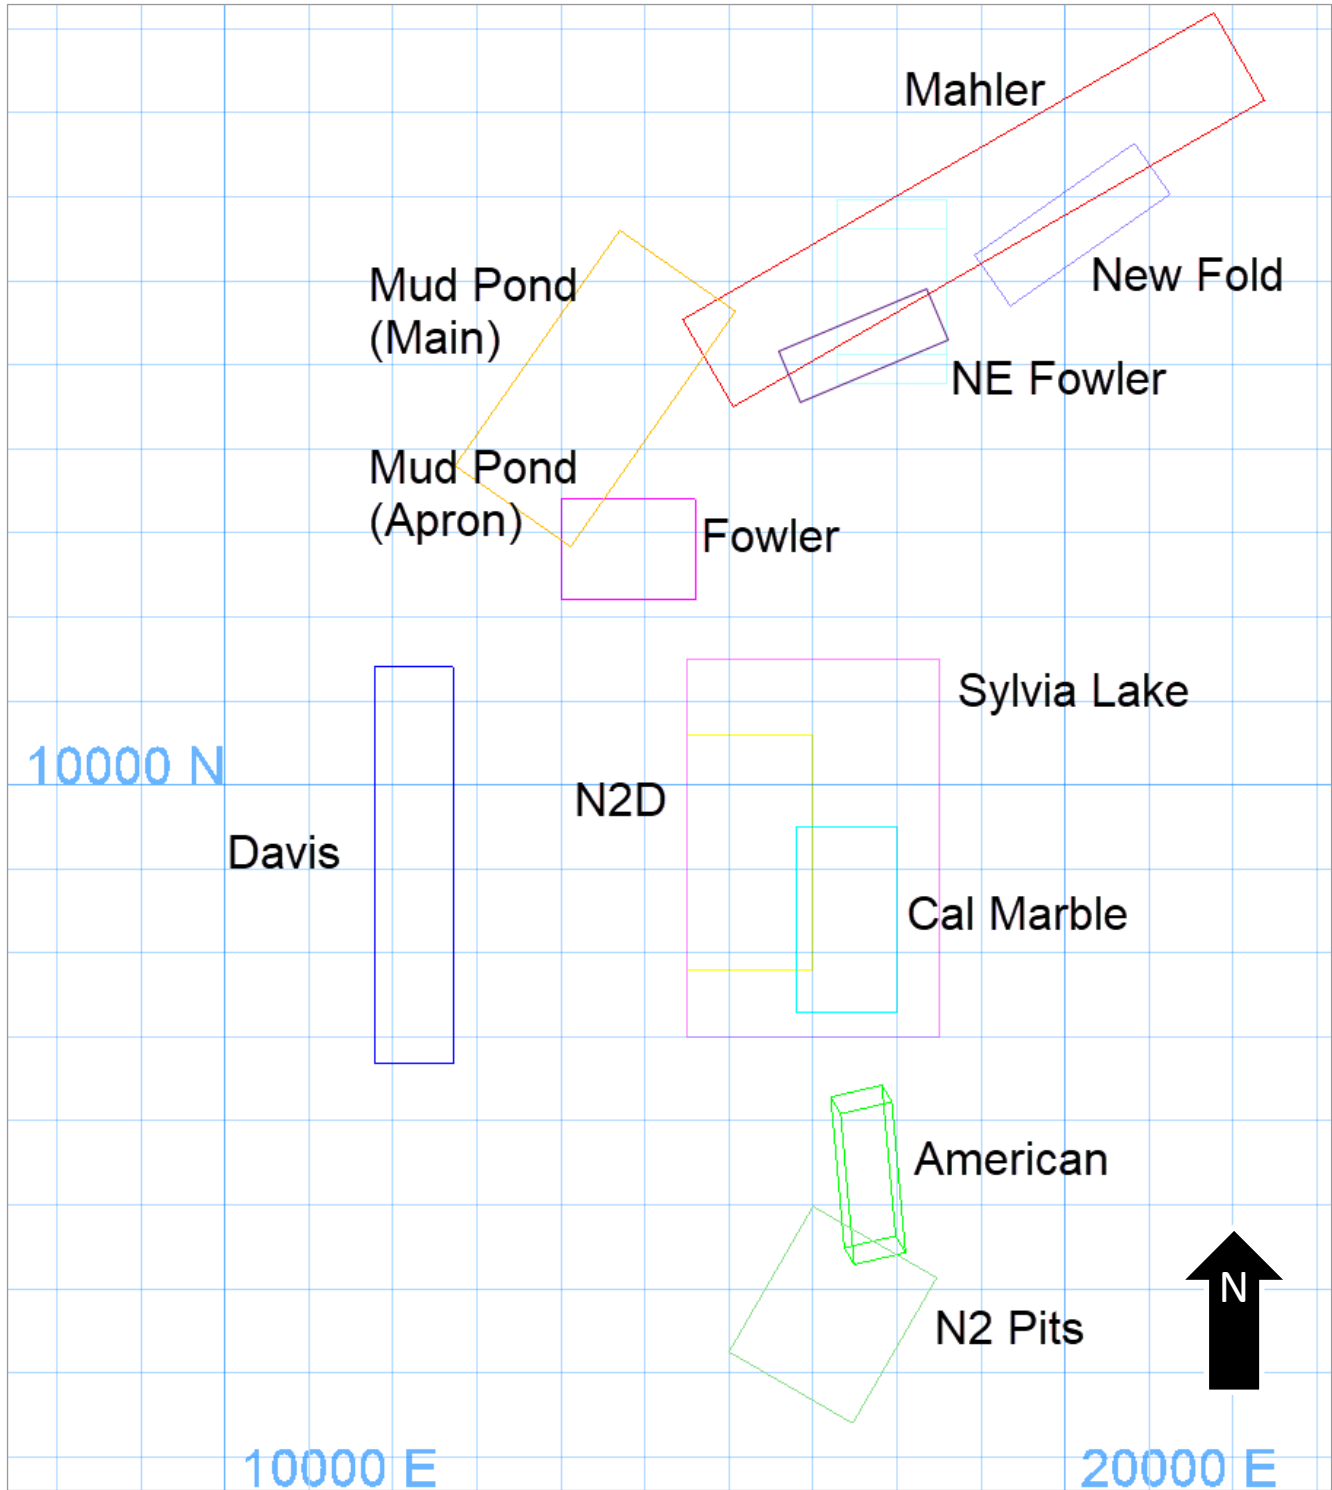 Mahler
Mud Pond
(Main)
New Fold
NE Fowler
Mud Pond
(Apron)
Fowler
Sylvia Lake
10000 N
N2D
Davis
Cal Marble
American
N
N2 Pits
10000 E
20000 E